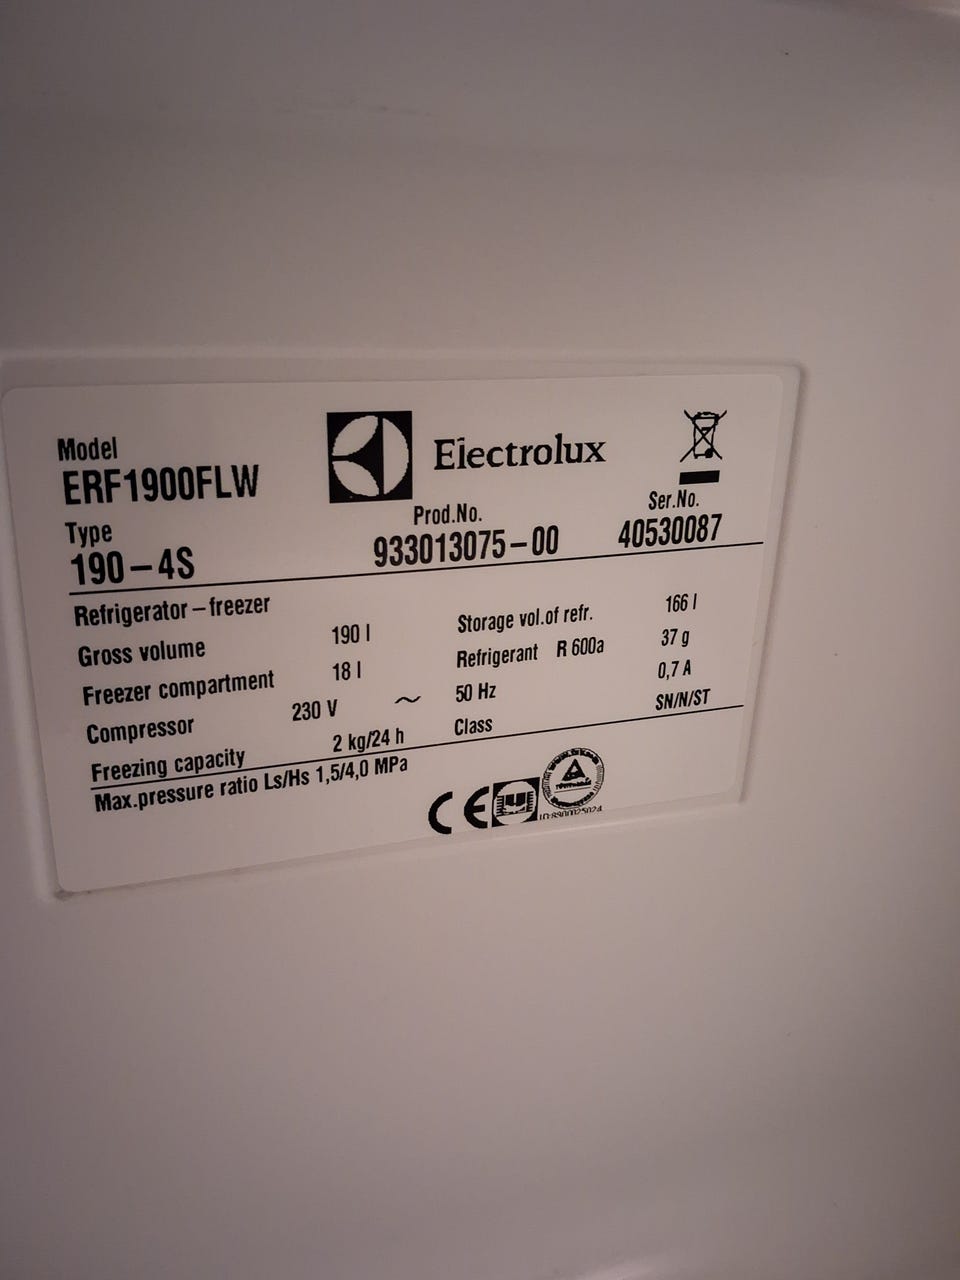 Model
ERF1900FLW
Electrolux
Type
190-4S
Prod.No.
933013075-00
Ser.No.
40530087
Refrigerator-freezer
Gross volume 190 l
Freezer compartment 18 l
Compressor 230 V ~
Freezing capacity 2 kg/24 h
Storage vol.of refr. 166 l
Refrigerant R 600a 37 g
50 Hz 0,7 A
Class SN/N/ST
Max.pressure ratio Ls/Hs 1,5/4,0 MPa
CE